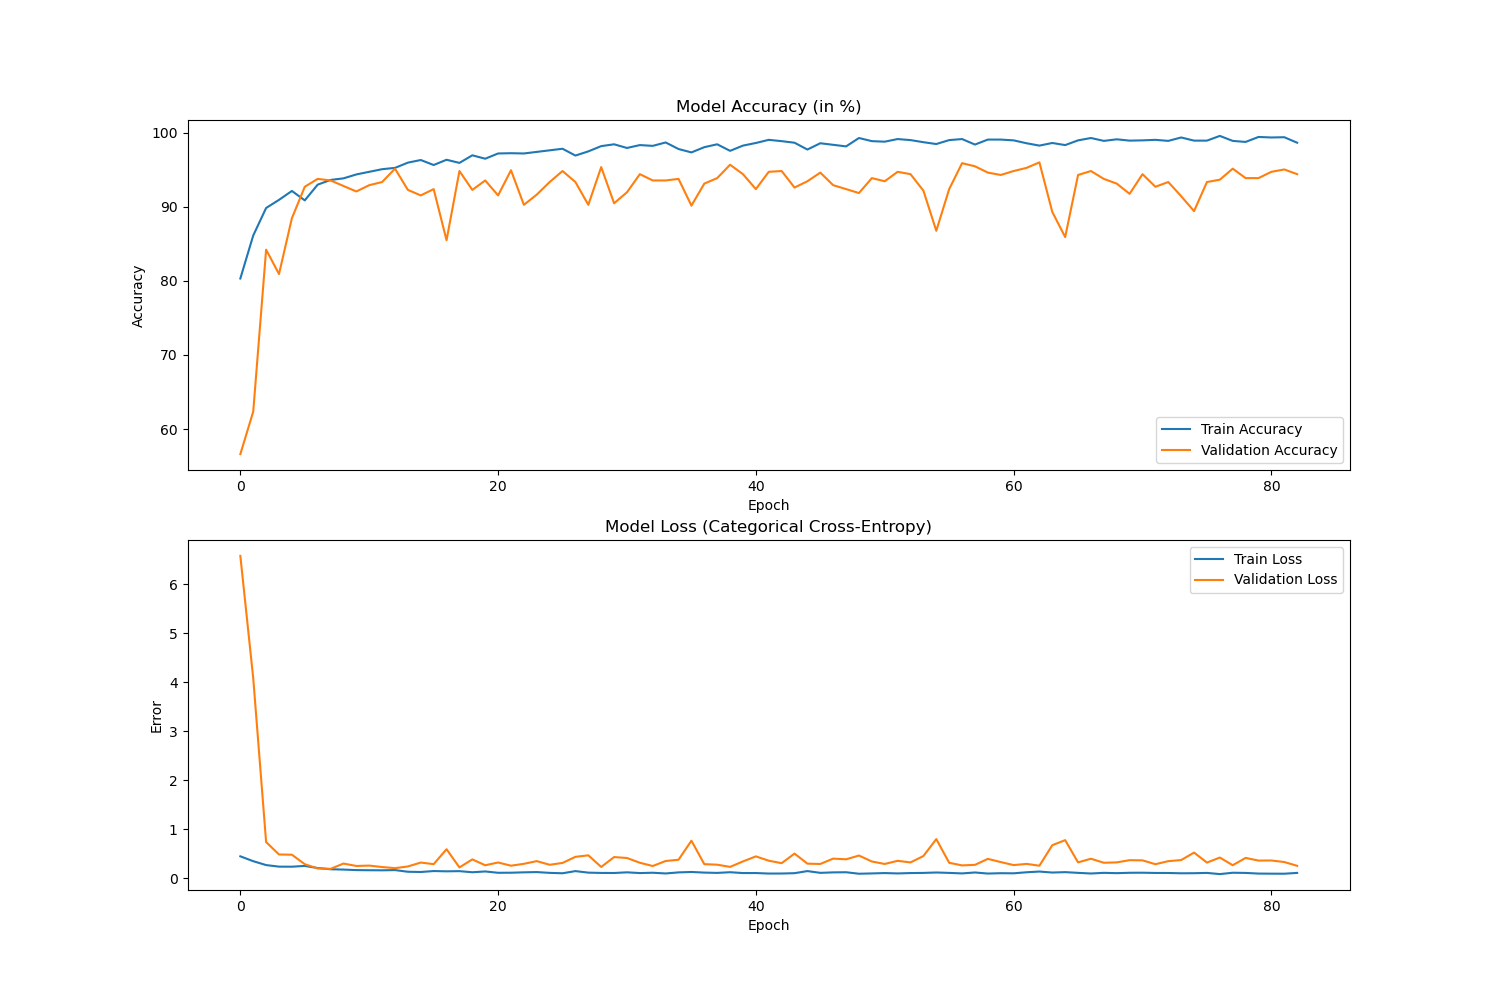 Model Accuracy (in %)
100
90
80
70
60
Accuracy
Train Accuracy
Validation Accuracy
0 20 40 60 80
Epoch
Model Loss (Categorical Cross-Entropy)
6
5
4
3
2
1
0
Error
Train Loss
Validation Loss
0 20 40 60 80
Epoch